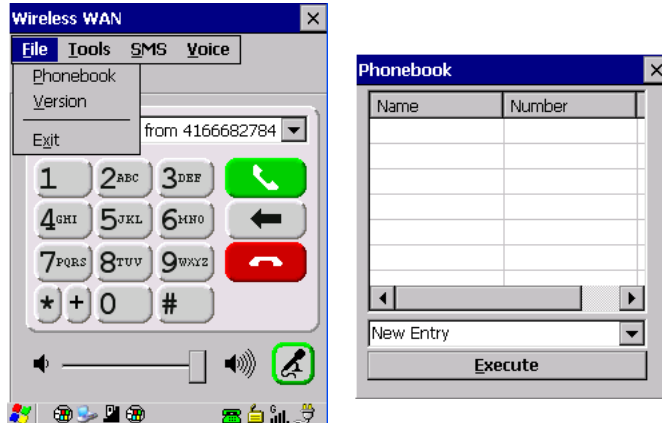 Wireless WAN
File Tools SMS Voice
Phonebook
Version
Exit
from 4166682784
1 2ABC 3DEF
4GHI 5JKL 6MNO
7PQRS 8TUV 9WXYZ
* + 0 #
G
Phonebook
Name Number
New Entry
Execute